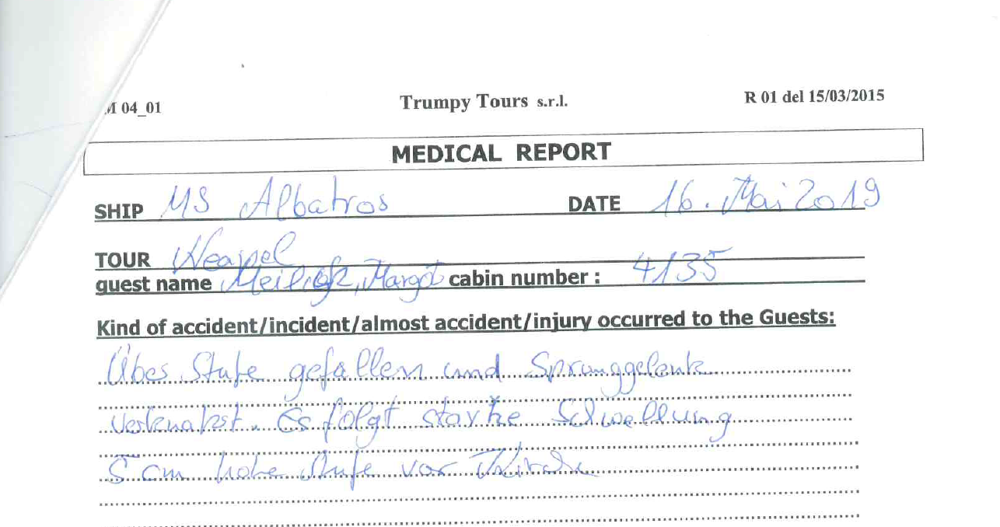 M 04_01 Trumpy Tours s.r.l. R 01 del 15/03/2015
MEDICAL REPORT
SHIP MS Albatros DATE 16. Mai 2019
TOUR Neapel
guest name Margot cabin number : 4135
Kind of accident/incident/almost accident/injury occurred to the Guests:
Über Stufe gefallen und Sprunggelenk
verknakst. Es folgt starke Schwellung
5 cm hohe Stufe vor Kirche